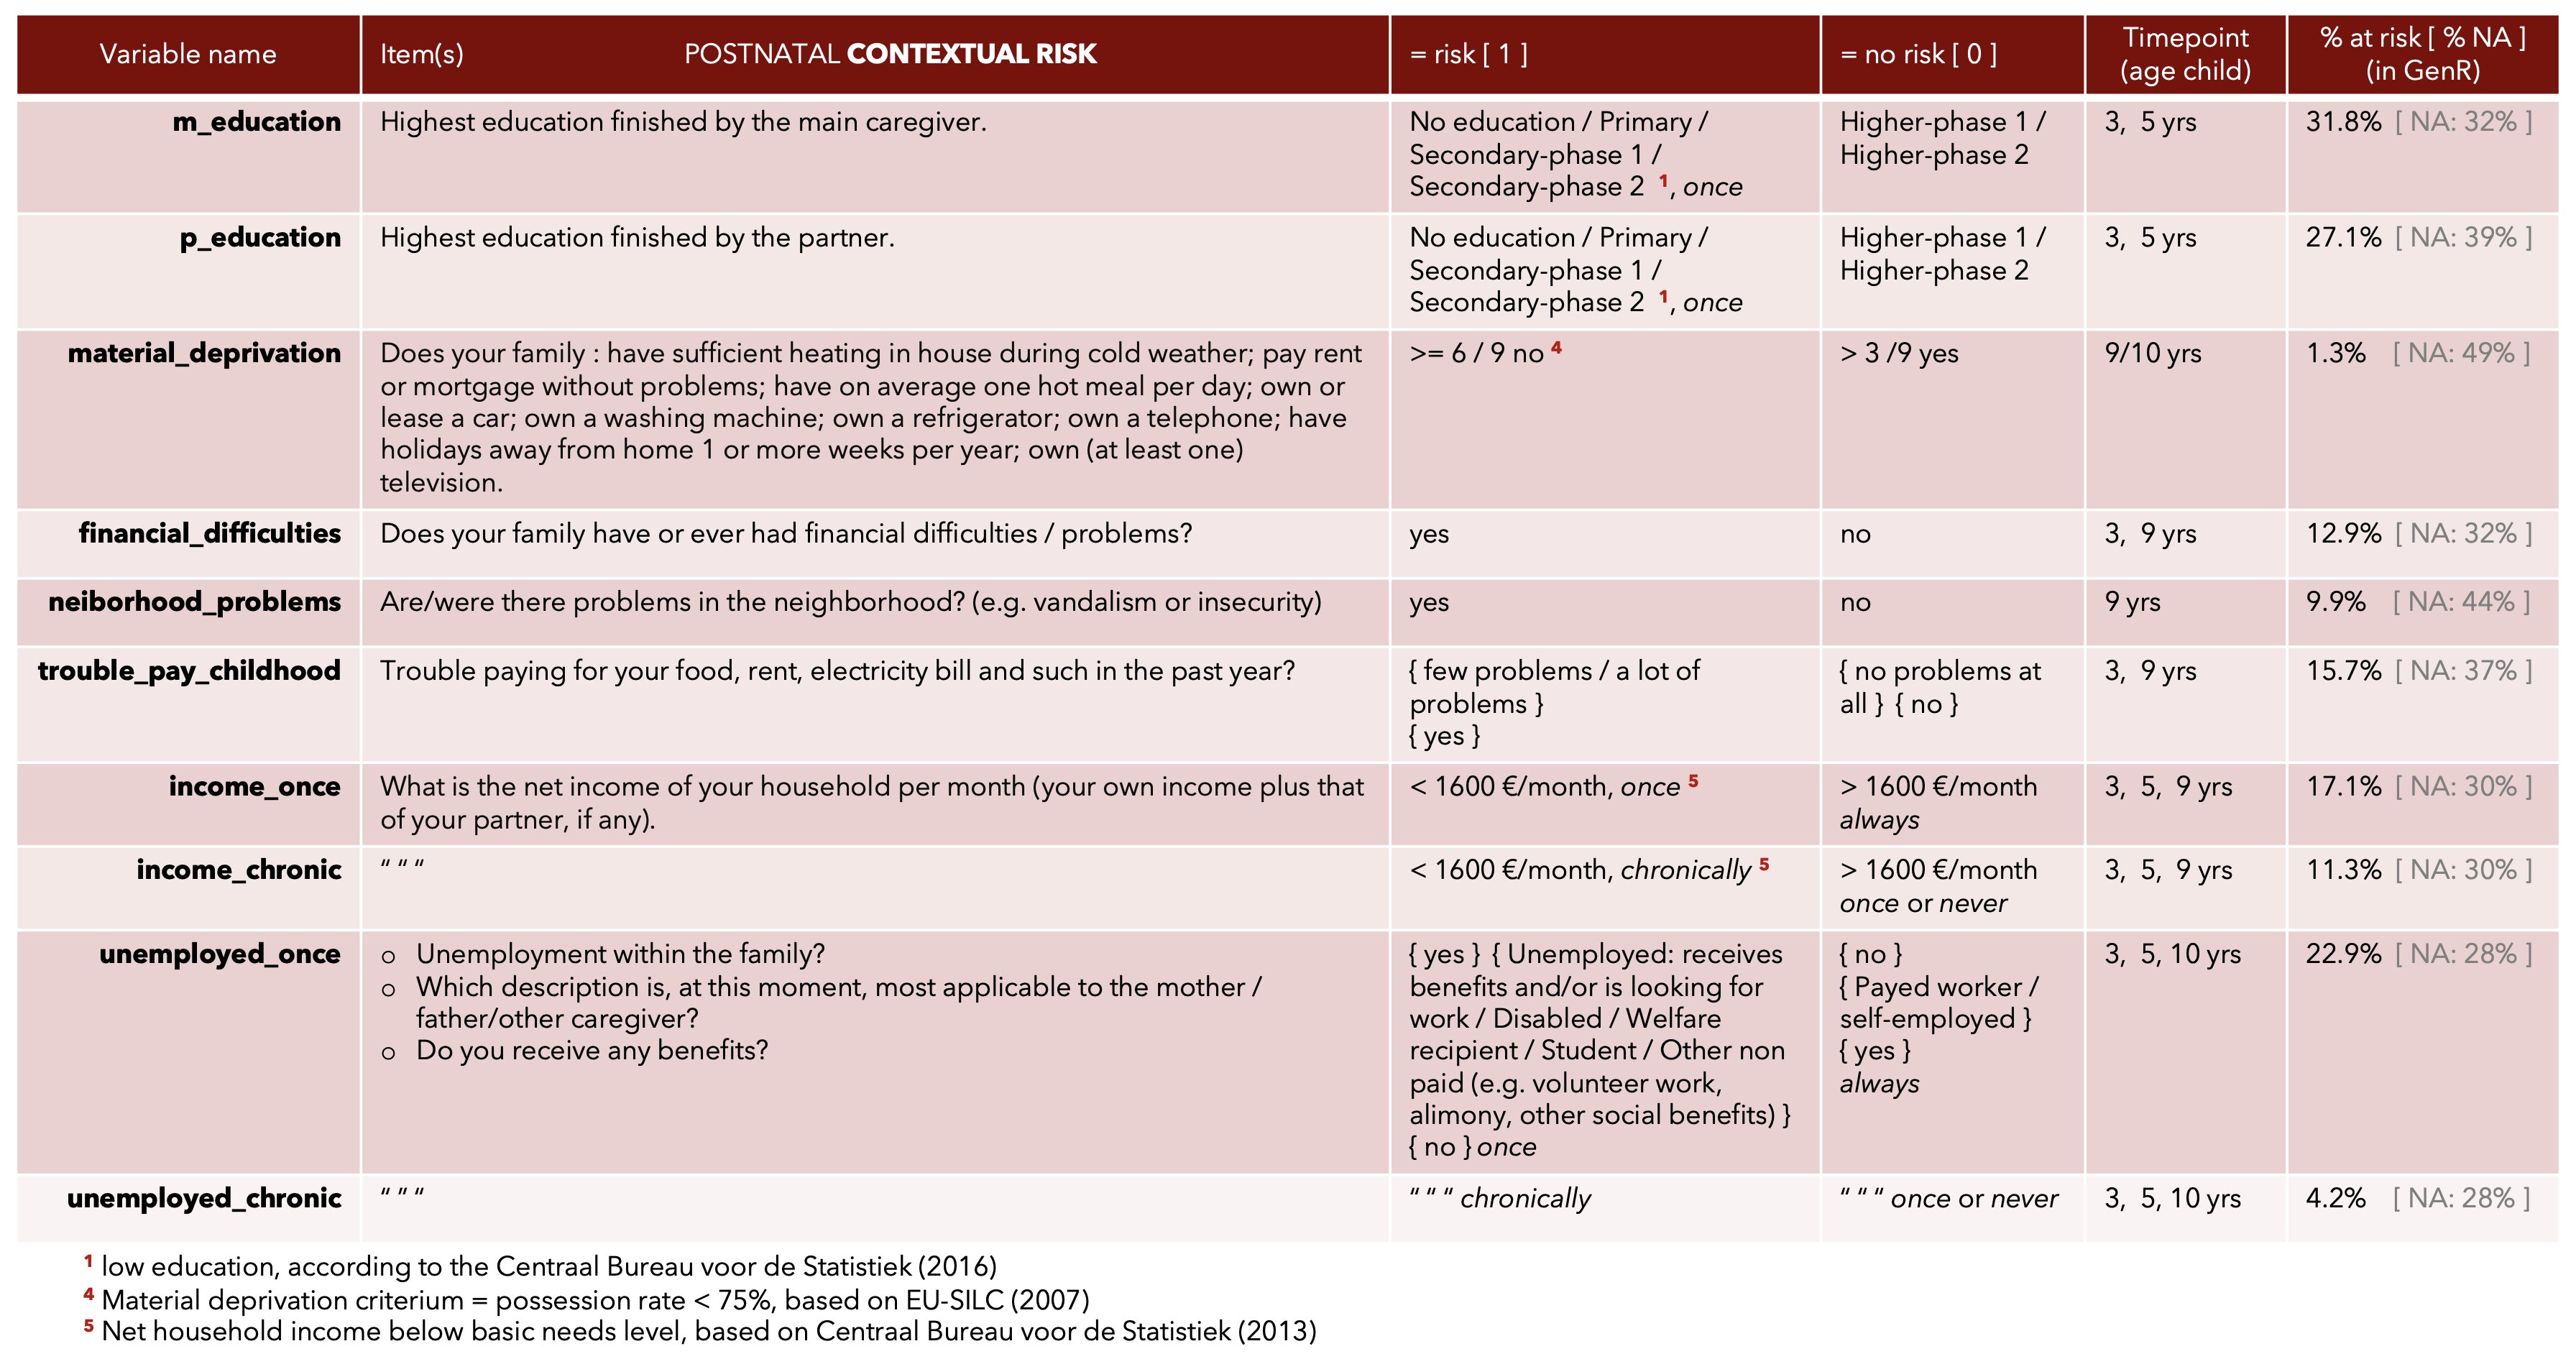 Variable name
Item(s) POSTNATAL CONTEXTUAL RISK
= risk [ 1 ]
= no risk [ 0 ]
Timepoint
(age child)
% at risk [ % NA ]
(in GenR)
m_education
Highest education finished by the main caregiver.
No education / Primary /
Secondary-phase 1 /
Secondary-phase 2 ¹, once
Higher-phase 1 /
Higher-phase 2
3, 5 yrs
31.8% [ NA: 32% ]
p_education
Highest education finished by the partner.
No education / Primary /
Secondary-phase 1 /
Secondary-phase 2 ¹, once
Higher-phase 1 /
Higher-phase 2
3, 5 yrs
27.1% [ NA: 39% ]
material_deprivation
Does your family : have sufficient heating in house during cold weather; pay rent
or mortgage without problems; have on average one hot meal per day; own or
lease a car; own a washing machine; own a refrigerator; own a telephone; have
holidays away from home 1 or more weeks per year; own (at least one)
television.
>= 6 / 9 no ⁴
> 3 /9 yes
9/10 yrs
1.3% [ NA: 49% ]
financial_difficulties
Does your family have or ever had financial difficulties / problems?
yes
no
3, 9 yrs
12.9% [ NA: 32% ]
neiborhood_problems
Are/were there problems in the neighborhood? (e.g. vandalism or insecurity)
yes
no
9 yrs
9.9% [ NA: 44% ]
trouble_pay_childhood
Trouble paying for your food, rent, electricity bill and such in the past year?
{ few problems / a lot of
problems }
{ yes }
{ no problems at
all } { no }
3, 9 yrs
15.7% [ NA: 37% ]
income_once
What is the net income of your household per month (your own income plus that
of your partner, if any).
< 1600 €/month, once ⁵
> 1600 €/month
always
3, 5, 9 yrs
17.1% [ NA: 30% ]
income_chronic
“ “ “
< 1600 €/month, chronically ⁵
> 1600 €/month
once or never
3, 5, 9 yrs
11.3% [ NA: 30% ]
unemployed_once
o Unemployment within the family?
o Which description is, at this moment, most applicable to the mother /
father/other caregiver?
o Do you receive any benefits?
{ yes } { Unemployed: receives
benefits and/or is looking for
work / Disabled / Welfare
recipient / Student / Other non
paid (e.g. volunteer work,
alimony, other social benefits) }
{ no } once
{ no }
{ Payed worker /
self-employed }
{ yes }
always
3, 5, 10 yrs
22.9% [ NA: 28% ]
unemployed_chronic
“ “ “
“ “ “ chronically
“ “ “ once or never
3, 5, 10 yrs
4.2% [ NA: 28% ]
¹ low education, according to the Centraal Bureau voor de Statistiek (2016)
⁴ Material deprivation criterium = possession rate < 75%, based on EU-SILC (2007)
⁵ Net household income below basic needs level, based on Centraal Bureau voor de Statistiek (2013)